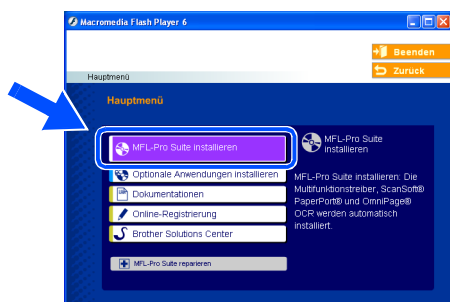 Macromedia Flash Player 6
Beenden
Zurück
Hauptmenü
Hauptmenü
MFL-Pro Suite installieren
Optionale Anwendungen installieren
Dokumentationen
Online-Registrierung
Brother Solutions Center
MFL-Pro Suite reparieren
MFL-Pro Suite
installieren
MFL-Pro Suite installieren: Die
Multifunktionstreiber, ScanSoft®
PaperPort® und OmniPage®
OCR werden automatisch
installiert.